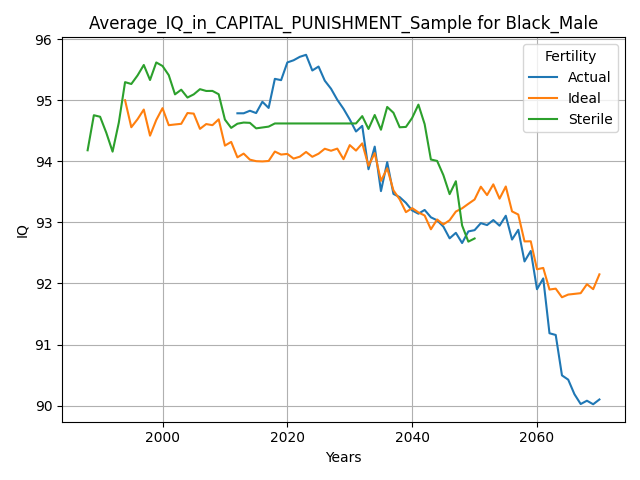 Average_IQ_in_CAPITAL_PUNISHMENT_Sample for Black_Male
96
95
94
93
92
91
90
IQ
Fertility
Actual
Ideal
Sterile
2000 2020 2040 2060
Years